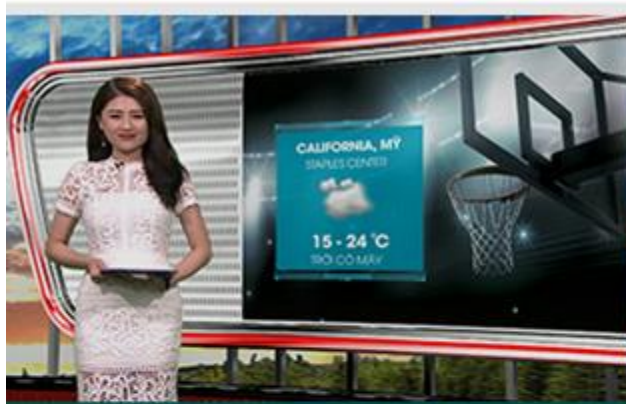 CALIFORNIA, MỸ
STAPLES CENTER
15 - 24 °C
TRỜI CÓ MÂY